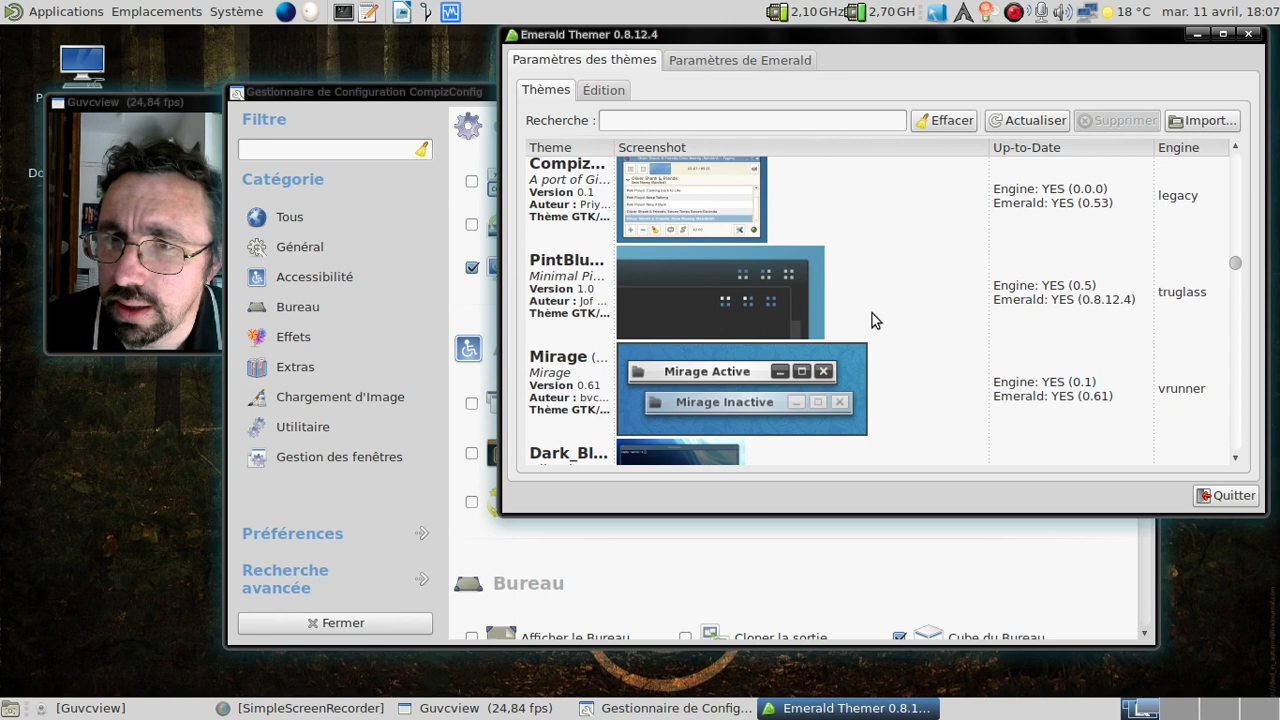 Applications Emplacements Système
2,10 GHz 2,70 GH
18 °C mar. 11 avril, 18:07
Guvcview (24,84 fps)
Gestionnaire de Configuration CompizConfig
Filtre
Catégorie
Tous
Général
Accessibilité
Bureau
Effets
Extras
Chargement d'Image
Utilitaire
Gestion des fenêtres
Préférences
Recherche
avancée
Fermer
Bureau
Afficher le Bureau
Cloner la sortie
Cube du Bureau
Emerald Themer 0.8.12.4
Paramètres des thèmes Paramètres de Emerald
Thèmes Édition
Recherche : Effacer Actualiser Supprimer Import...
Theme Screenshot Up-to-Date Engine
Compiz...
A port of Gi...
Version 0.1
Auteur : Priy...
Thème GTK/...
Engine: YES (0.0.0)
Emerald: YES (0.53)
legacy
PintBlu...
Minimal Pi...
Version 1.0
Auteur : Jof ...
Thème GTK/...
Engine: YES (0.5)
Emerald: YES (0.8.12.4)
truglass
Mirage (...
Mirage
Version 0.61
Auteur : bvc...
Thème GTK/...
Mirage Active
Mirage Inactive
Engine: YES (0.1)
Emerald: YES (0.61)
vrunner
Dark_Bl...
Quitter
[Guvcview] [SimpleScreenRecorder] Guvcview (24,84 fps) Gestionnaire de Config... Emerald Themer 0.8.1...